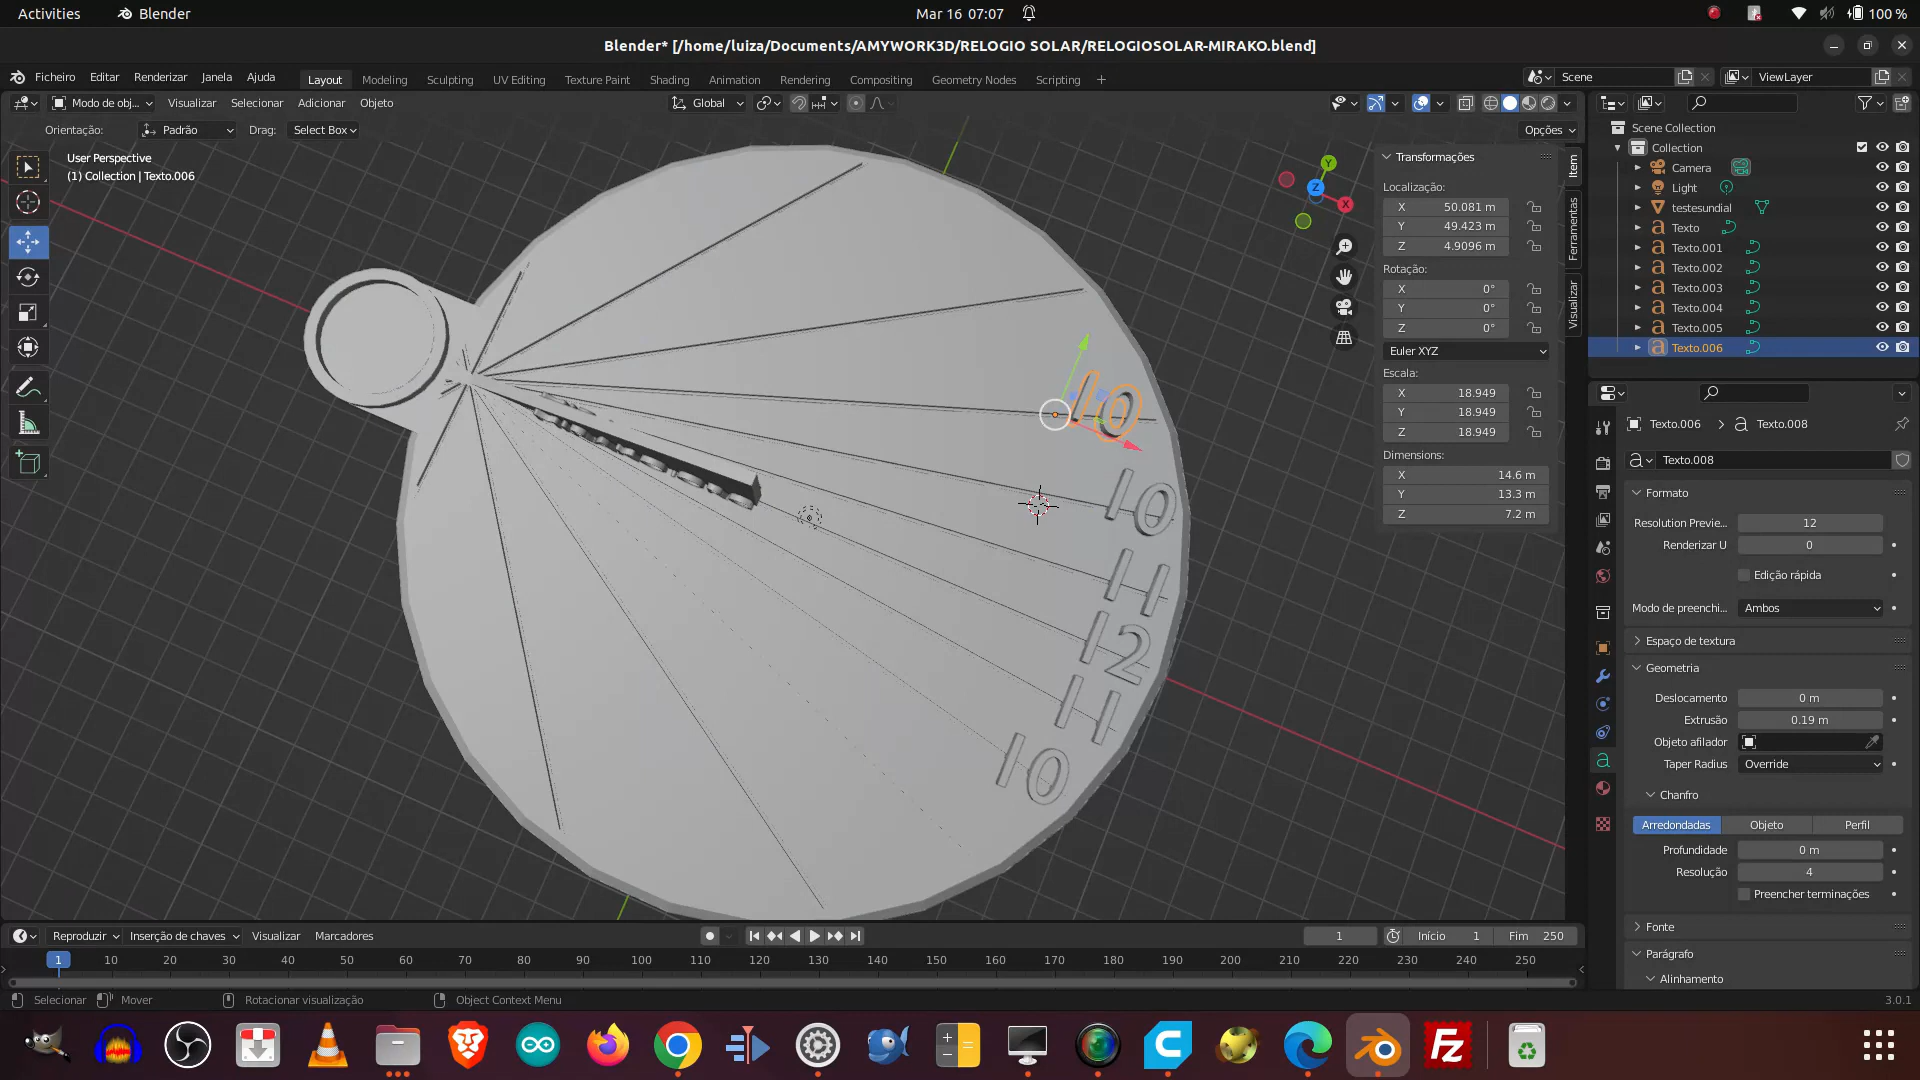 Activities Blender Mar 16 07:07 100 %
Blender* [/home/luiza/Documents/AMYWORK3D/RELOGIO SOLAR/RELOGIOSOLAR-MIRAKO.blend]
Ficheiro Editar Renderizar Janela Ajuda Layout Modeling Sculpting UV Editing Texture Paint Shading Animation Rendering Compositing Geometry Nodes Scripting + Scene ViewLayer
Modo de obj... Visualizar Selecionar Adicionar Objeto Global
Orientação: Padrão Drag: Select Box Opções
User Perspective
(1) Collection | Texto.006
Transformações
Localização:
X 50.081 m
Y 49.423 m
Z 4.9096 m
Rotação:
X 0°
Y 0°
Z 0°
Euler XYZ
Escala:
X 18.949
Y 18.949
Z 18.949
Dimensions:
X 14.6 m
Y 13.3 m
Z 7.2 m
Item
Ferramentas
Visualizar
Y
Z
X
10
10
11
12
11
10
Scene Collection
Collection
Camera
Light
testesundial
Texto
Texto.001
Texto.002
Texto.003
Texto.004
Texto.005
Texto.006
Texto.006 Texto.008
Texto.008
Formato
Resolution Previe... 12
Renderizar U 0
Edição rápida
Modo de preenchi... Ambos
Espaço de textura
Geometria
Deslocamento 0 m
Extrusão 0.19 m
Objeto afilador
Taper Radius Override
Chanfro
Arredondadas Objeto Perfil
Profundidade 0 m
Resolução 4
Preencher terminações
Fonte
Parágrafo
Alinhamento
Reproduzir Inserção de chaves Visualizar Marcadores 1 Início 1 Fim 250
1 10 20 30 40 50 60 70 80 90 100 110 120 130 140 150 160 170 180 190 200 210 220 230 240 250
Selecionar Mover Rotacionar visualização Object Context Menu 3.0.1